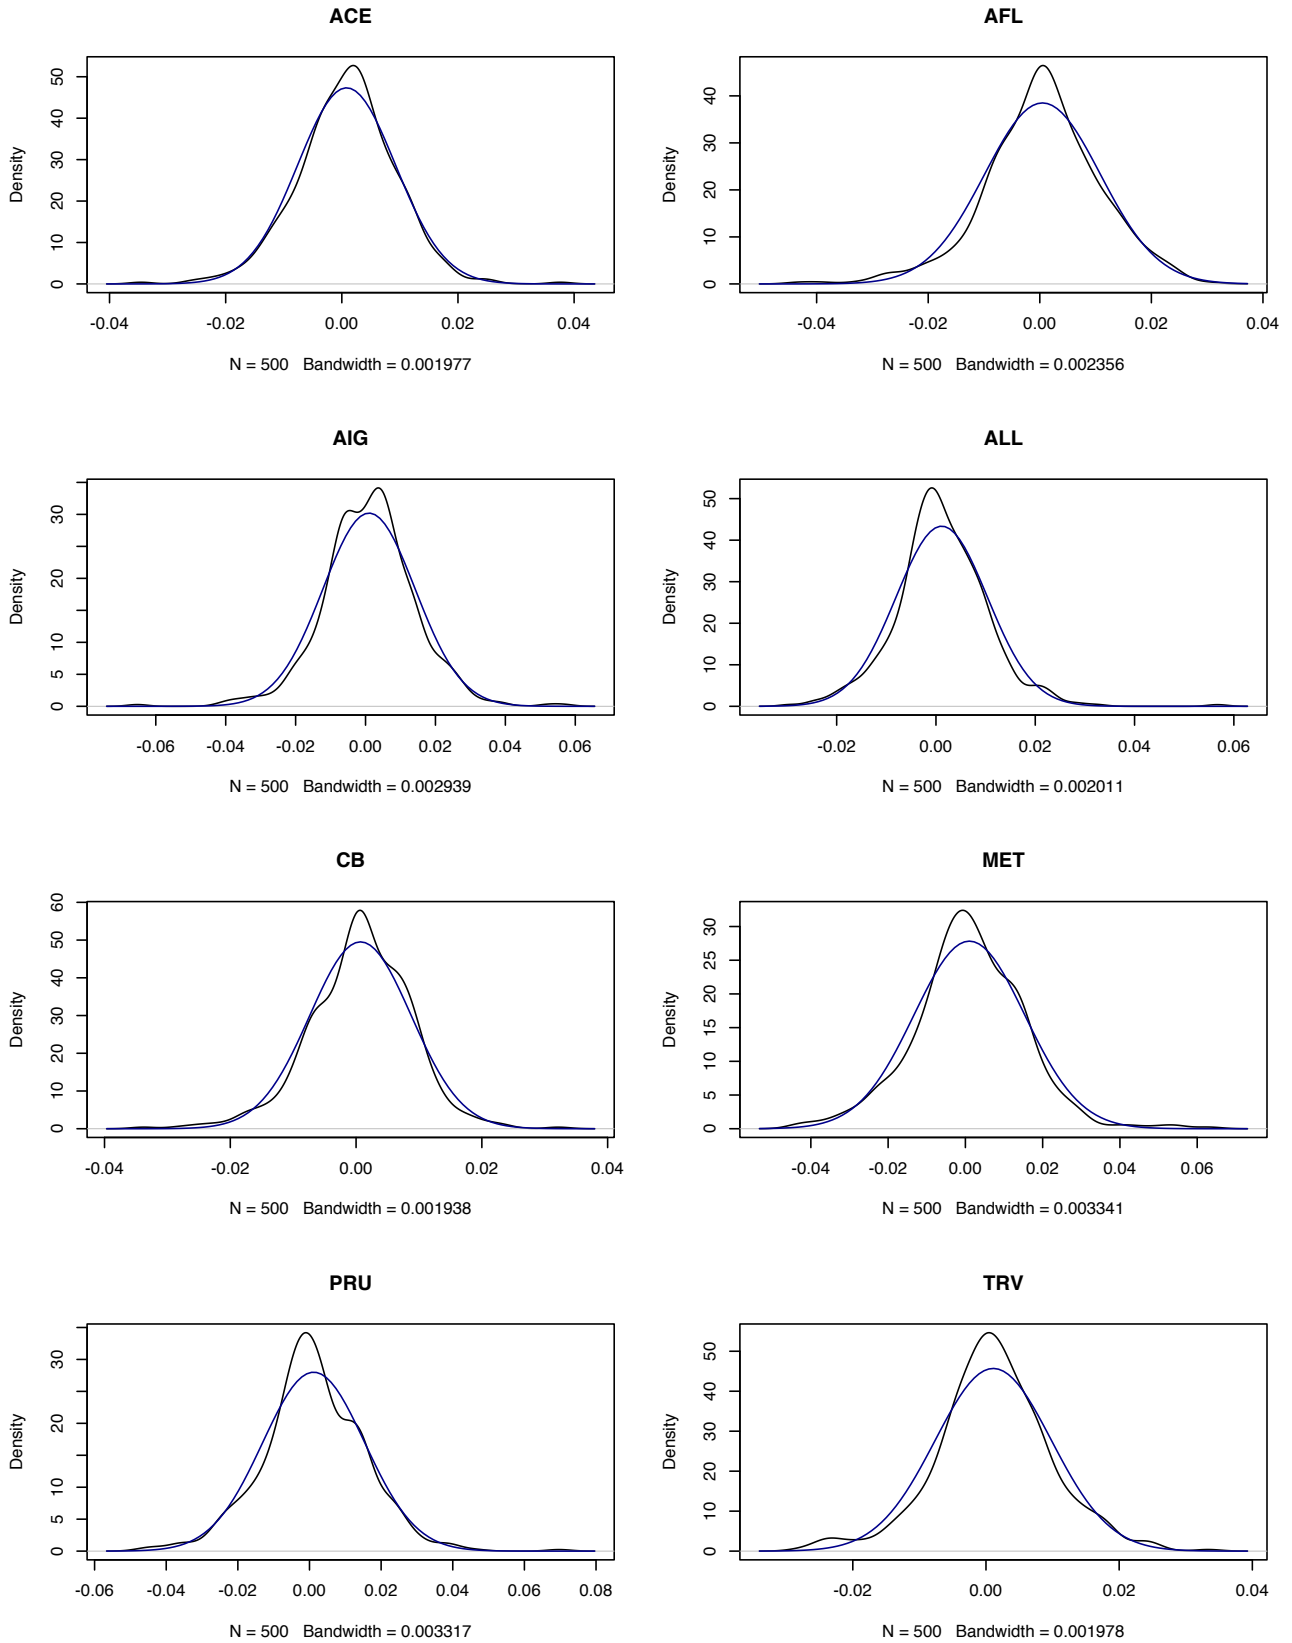 ACE
Density
0 10 20 30 40 50
-0.04 -0.02 0.00 0.02 0.04
N = 500 Bandwidth = 0.001977
AFL
Density
0 10 20 30 40
-0.04 -0.02 0.00 0.02 0.04
N = 500 Bandwidth = 0.002356
AIG
Density
0 5 10 20 30
-0.06 -0.04 -0.02 0.00 0.02 0.04 0.06
N = 500 Bandwidth = 0.002939
ALL
Density
0 10 20 30 40 50
-0.02 0.00 0.02 0.04 0.06
N = 500 Bandwidth = 0.002011
CB
Density
0 10 20 30 40 50 60
-0.04 -0.02 0.00 0.02 0.04
N = 500 Bandwidth = 0.001938
MET
Density
0 5 10 15 20 25 30
-0.04 -0.02 0.00 0.02 0.04 0.06
N = 500 Bandwidth = 0.003341
PRU
Density
0 5 10 20 30
-0.06 -0.04 -0.02 0.00 0.02 0.04 0.06 0.08
N = 500 Bandwidth = 0.003317
TRV
Density
0 10 20 30 40 50
-0.02 0.00 0.02 0.04
N = 500 Bandwidth = 0.001978